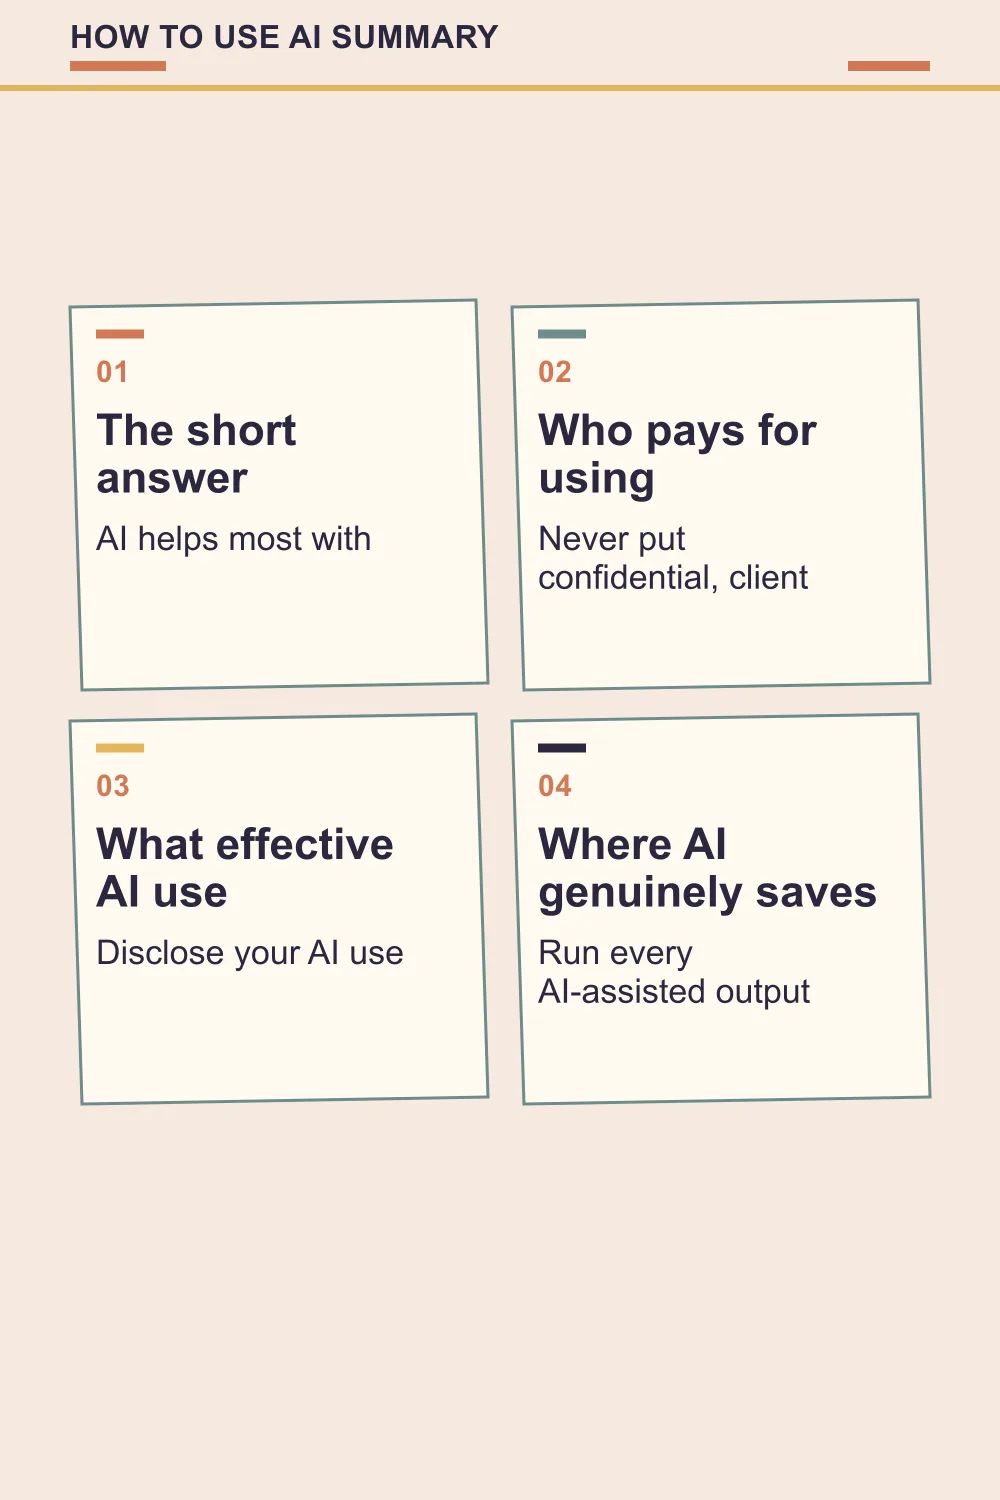 HOW TO USE AI SUMMARY
01
The short
answer
AI helps most with
02
Who pays for
using
Never put
confidential, client
03
What effective
AI use
Disclose your AI use
04
Where AI
genuinely saves
Run every
AI-assisted output